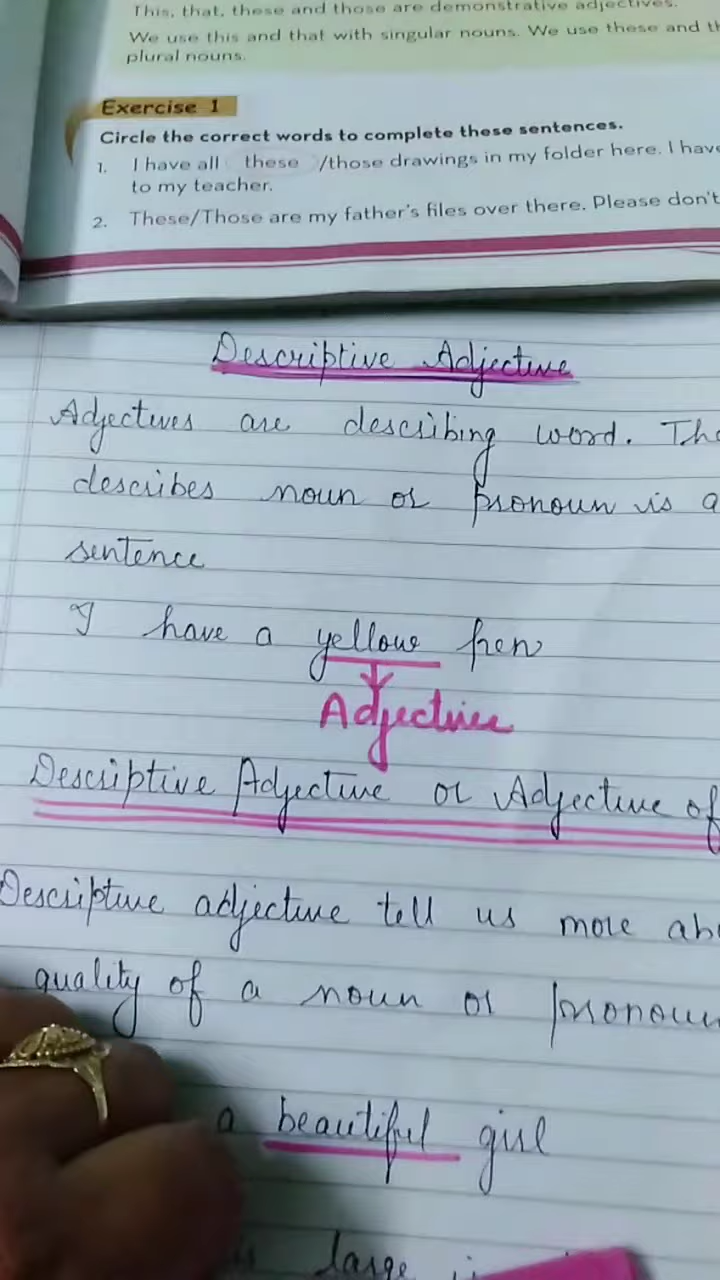 This, that, these and those are demonstrative adjectives.
We use this and that with singular nouns. We use these and
plural nouns.
Exercise 1
Circle the correct words to complete these sentences.
1. I have all these /those drawings in my folder here. I have
to my teacher.
2. These/Those are my father's files over there. Please don't
Descriptive Adjective
Adjectives are describing word.
describes noun or pronoun is a
sentence
I have a yellow pen
Adjective
Descriptive Adjective or Adjective of
Descriptive adjective tell us more
quality of a noun or pronoun
a beautiful girl
large